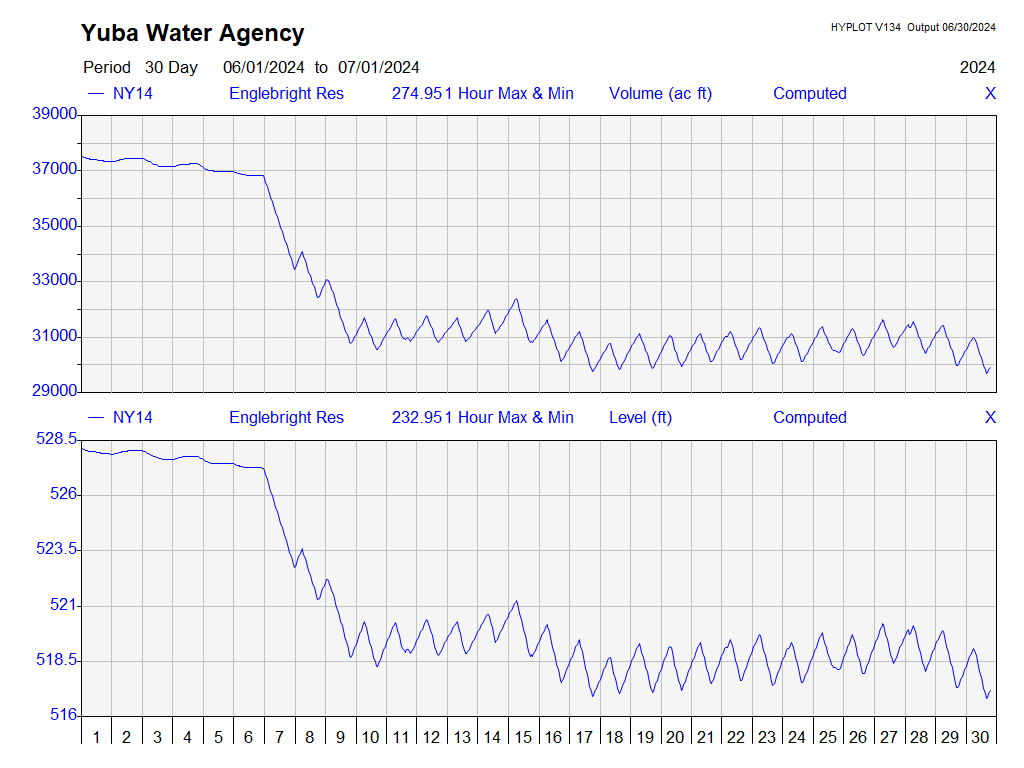 Yuba Water Agency
HYPLOT V134 Output 06/30/2024
Period 30 Day 06/01/2024 to 07/01/2024 2024
NY14 Englebright Res 274.951 Hour Max & Min Volume (ac ft) Computed X
39000
37000
35000
33000
31000
29000
NY14 Englebright Res 232.951 Hour Max & Min Level (ft) Computed X
528.5
526
523.5
521
518.5
516
1 2 3 4 5 6 7 8 9 10 11 12 13 14 15 16 17 18 19 20 21 22 23 24 25 26 27 28 29 30